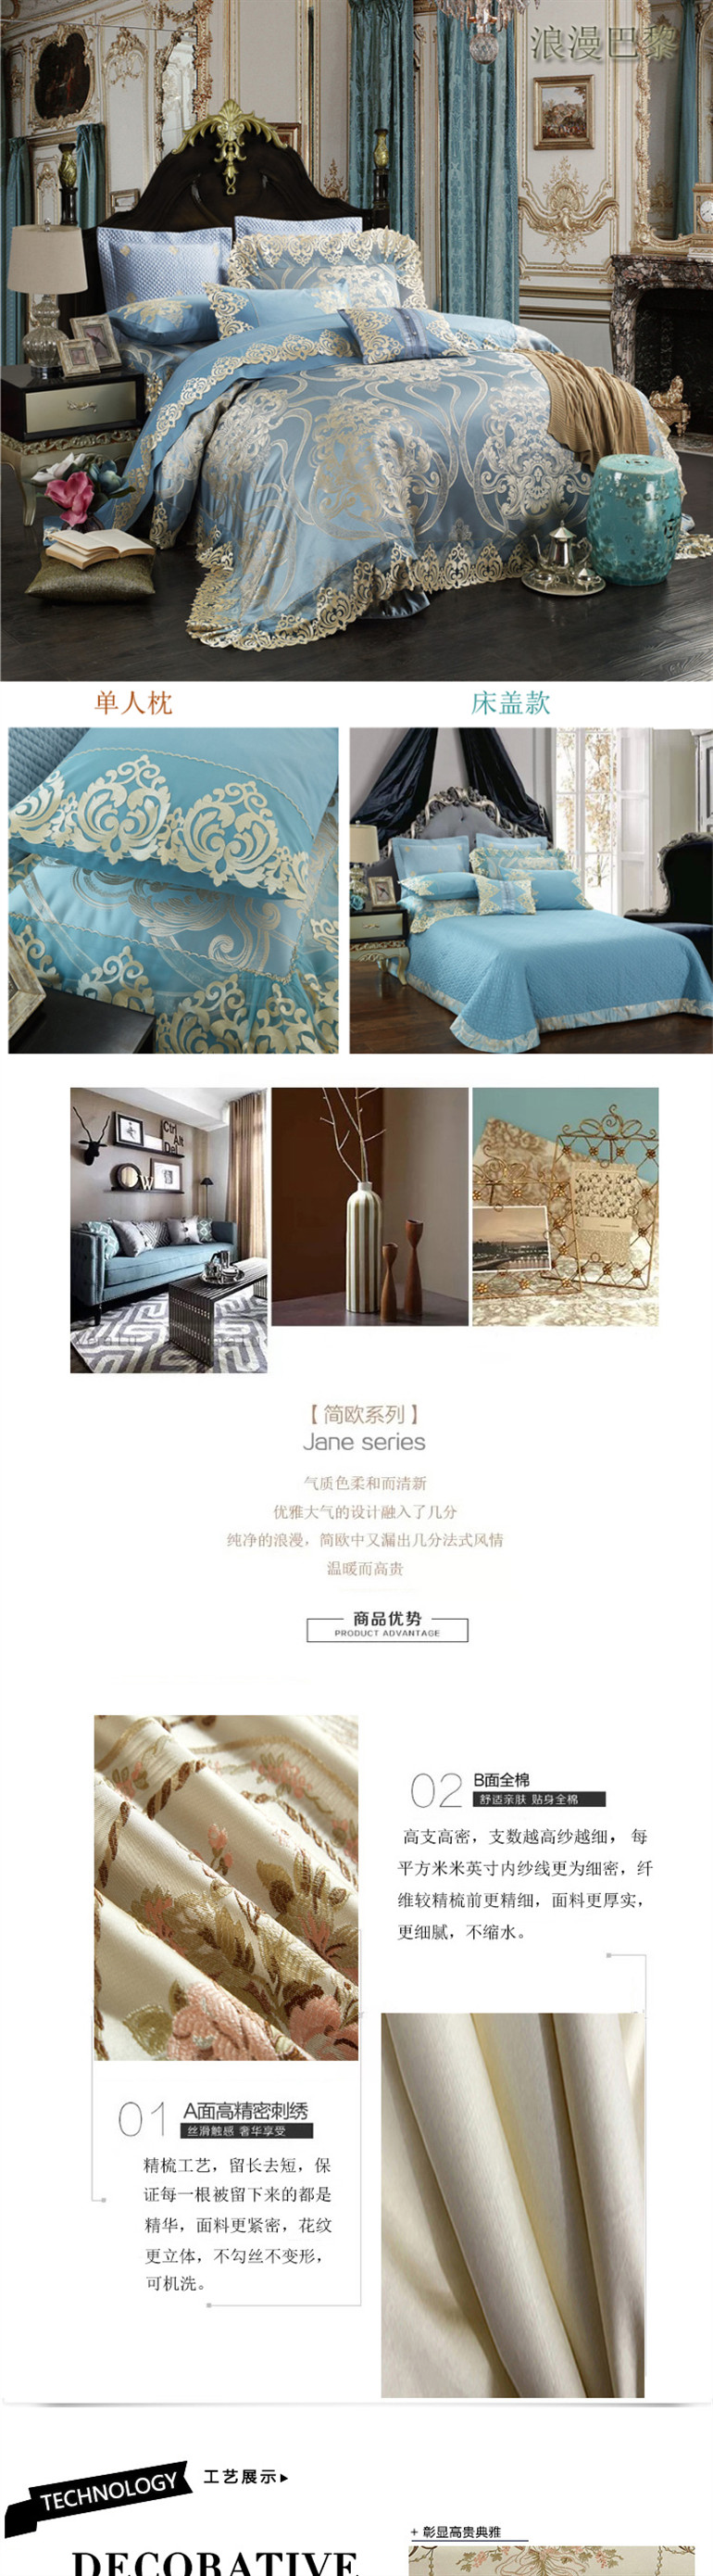 浪漫巴黎
单人枕
床盖款
Ctrl
Alt
Del
W
【简欧系列】
Jane series
气质色柔和而清新
优雅大气的设计融入了几分
纯净的浪漫，简欧中又漏出几分法式风情
温暖而高贵
商品优势
PRODUCT ADVANTAGE
02
B面全棉
舒适亲肤 贴身全棉
高支高密，支数越高纱越细， 每
平方米米英寸内纱线更为细密，纤
维较精梳前更精细，面料更厚实，
更细腻，不缩水。
01
A面高精密刺绣
丝滑触感 奢华享受
精梳工艺，留长去短，保
证每一根被留下来的都是
精华，面料更紧密，花纹
更立体，不勾丝不变形，
可机洗。
TECHNOLOGY
工艺展示▸
+ 彰显高贵典雅
DECORATIVE